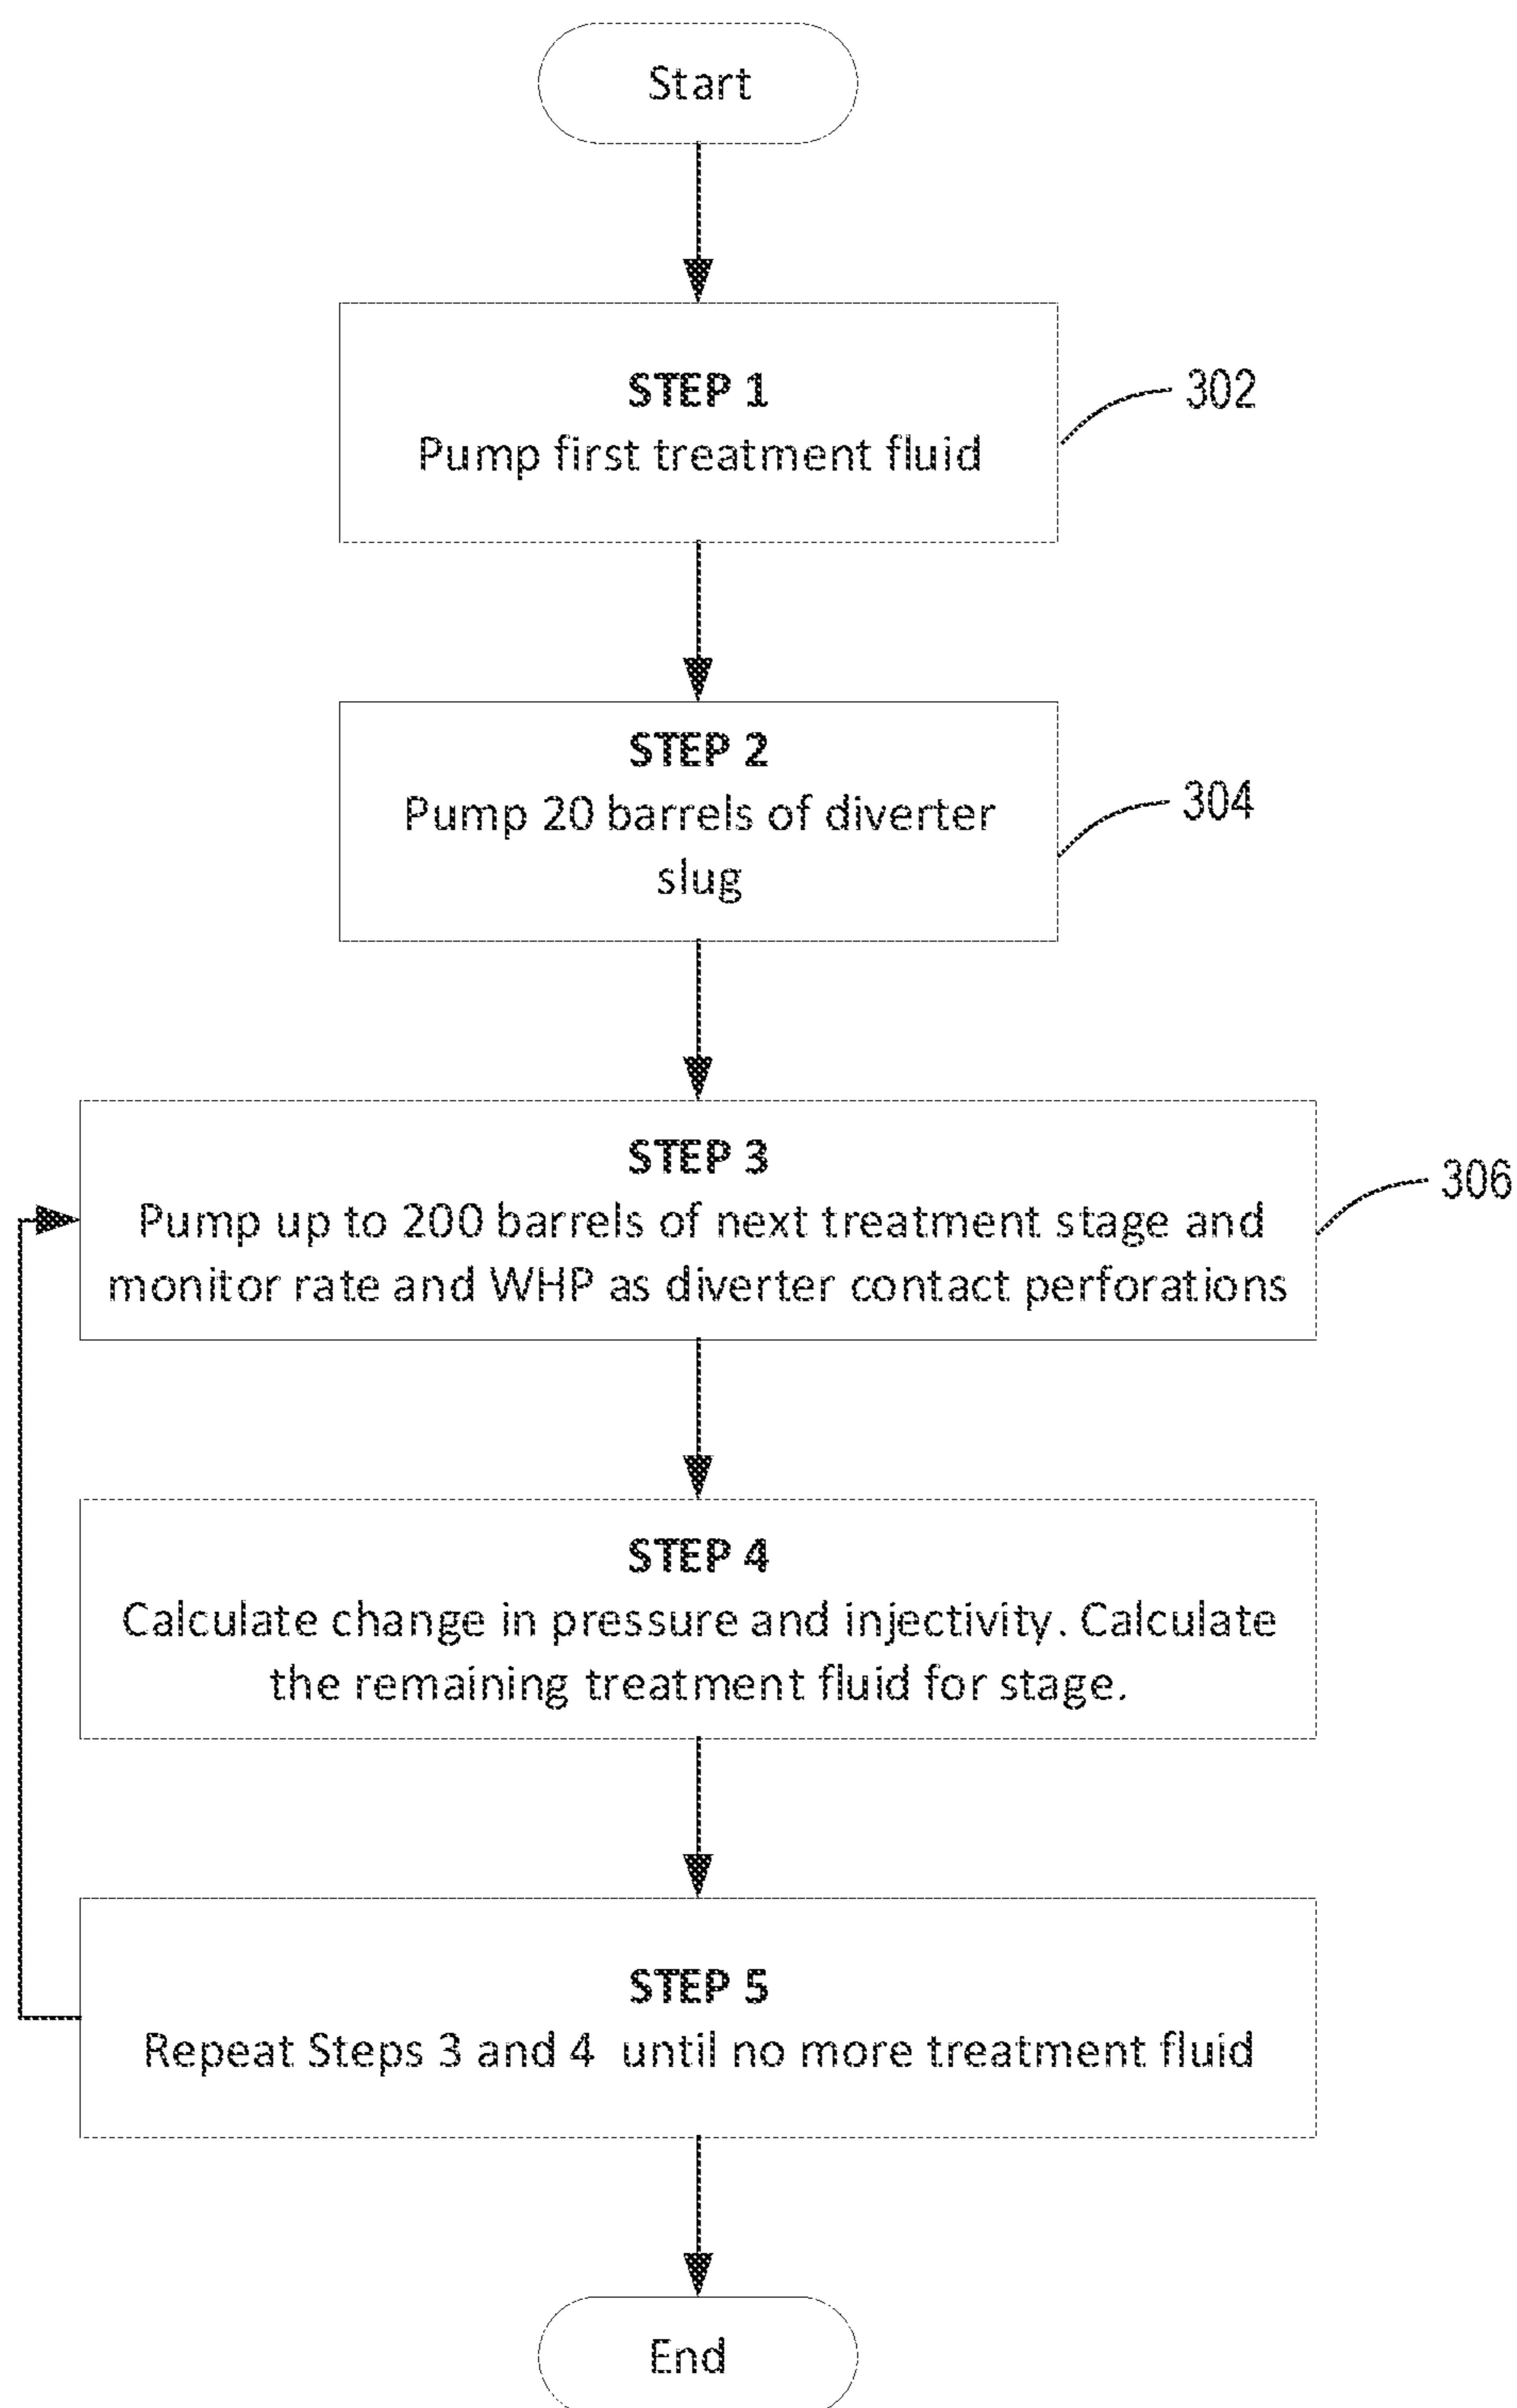 Start
STEP 1
Pump first treatment fluid
302
STEP 2
Pump 20 barrels of diverter
slug
304
STEP 3
Pump up to 200 barrels of next treatment stage and
monitor rate and WHP as diverter contact perforations
306
STEP 4
Calculate change in pressure and injectivity. Calculate
the remaining treatment fluid for stage.
STEP 5
Repeat Steps 3 and 4 until no more treatment fluid
End